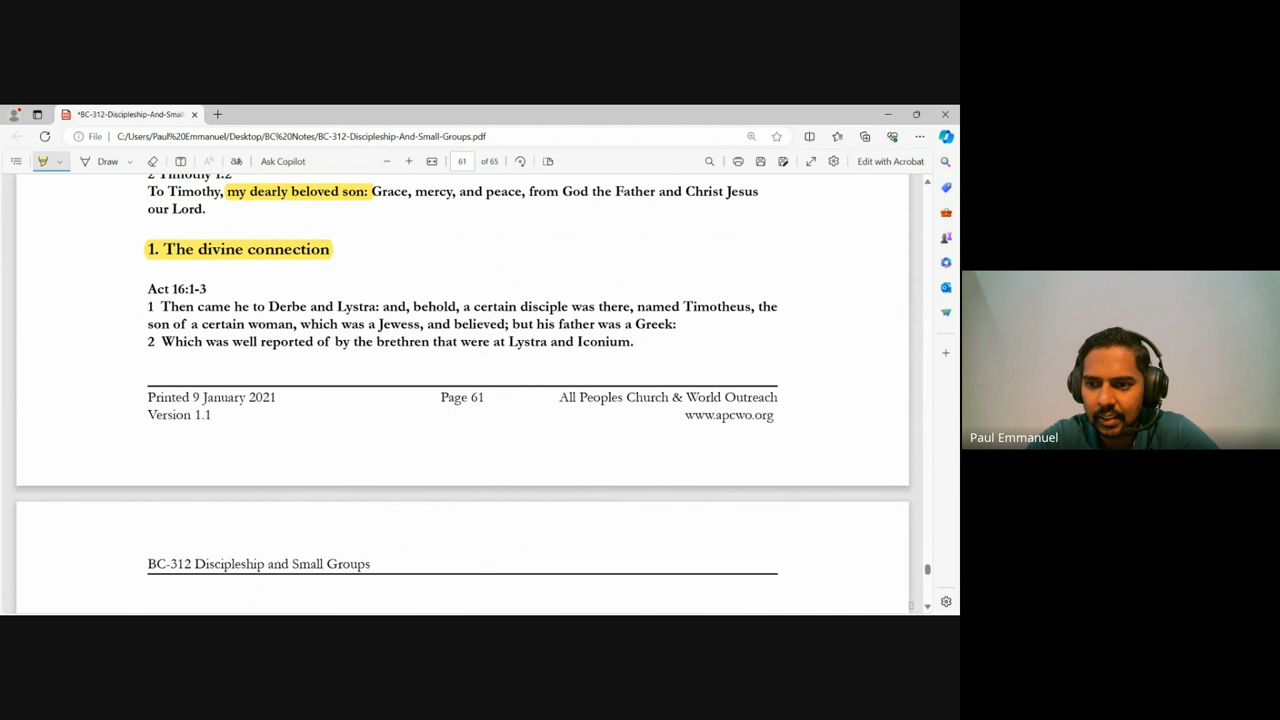 *BC-312-Discipleship-And-Small
File C:/Users/Paul%20Emmanuel/Desktop/BC%20Notes/BC-312-Discipleship-And-Small-Groups.pdf
Draw Ask Copilot 61 of 65 Edit with Acrobat
2 Timothy 1:2
To Timothy, my dearly beloved son: Grace, mercy, and peace, from God the Father and Christ Jesus
our Lord.
1. The divine connection
Act 16:1-3
1 Then came he to Derbe and Lystra: and, behold, a certain disciple was there, named Timotheus, the
son of a certain woman, which was a Jewess, and believed; but his father was a Greek:
2 Which was well reported of by the brethren that were at Lystra and Iconium.
Printed 9 January 2021 Page 61 All Peoples Church & World Outreach
Version 1.1 www.apcwo.org
BC-312 Discipleship and Small Groups
Paul Emmanuel